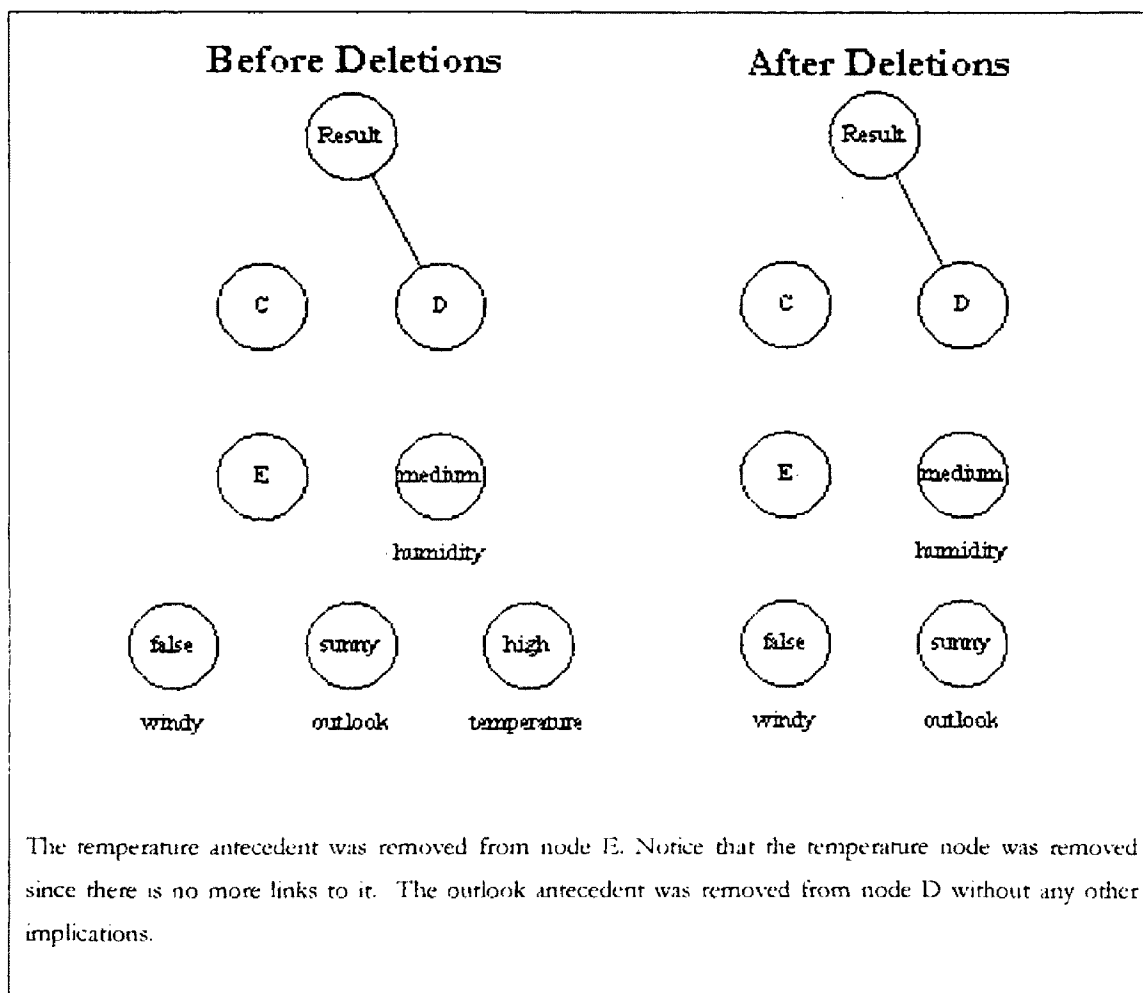 Before Deletions After Deletions
Result Result
C D C D
E medium E medium
humidity humidity
false sunny high false sunny
windy outlook temperature windy outlook
The temperature antecedent was removed from node E. Notice that the temperature node was removed
since there is no more links to it. The outlook antecedent was removed from node D without any other
implications.